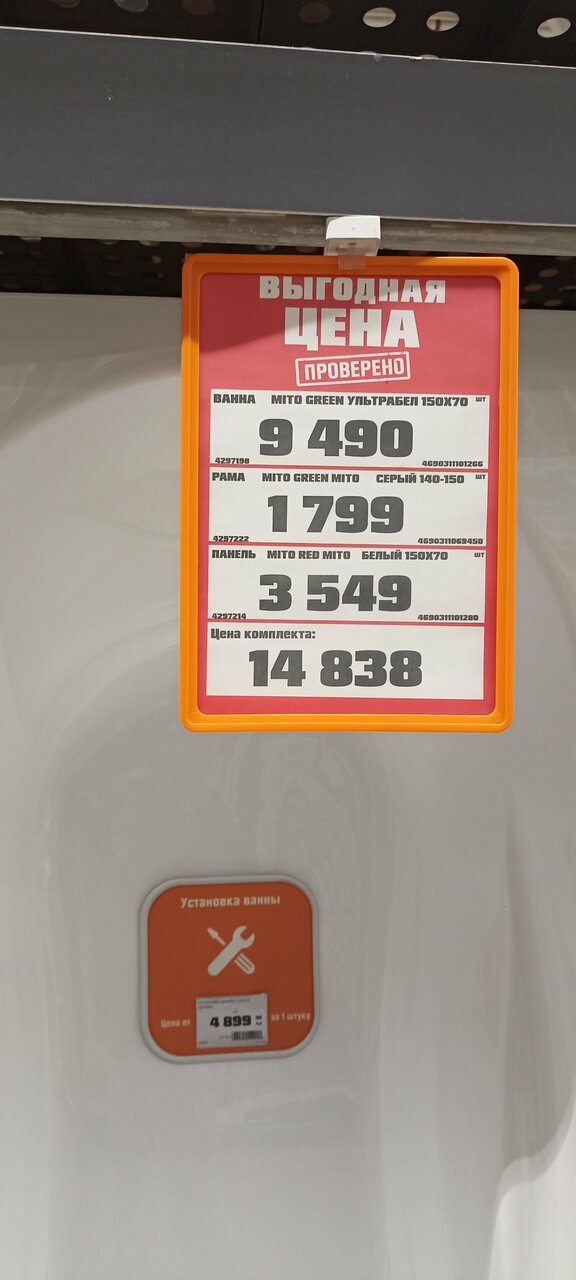 ВЫГОДНАЯ
ЦЕНА
ПРОВЕРЕНО
ВАННА MITO GREEN УЛЬТРАБЕЛ 150X70 ШТ
9 490
4297198 4690311101266
РАМА MITO GREEN MITO СЕРЫЙ 140-150 ШТ
1 799
4297222 4690311069450
ПАНЕЛЬ MITO RED MITO БЕЛЫЙ 150X70 ШТ
3 549
4297214 4690311101280
Цена комплекта:
14 838
Установка ванны
Цена от 4 899 за 1 штуку